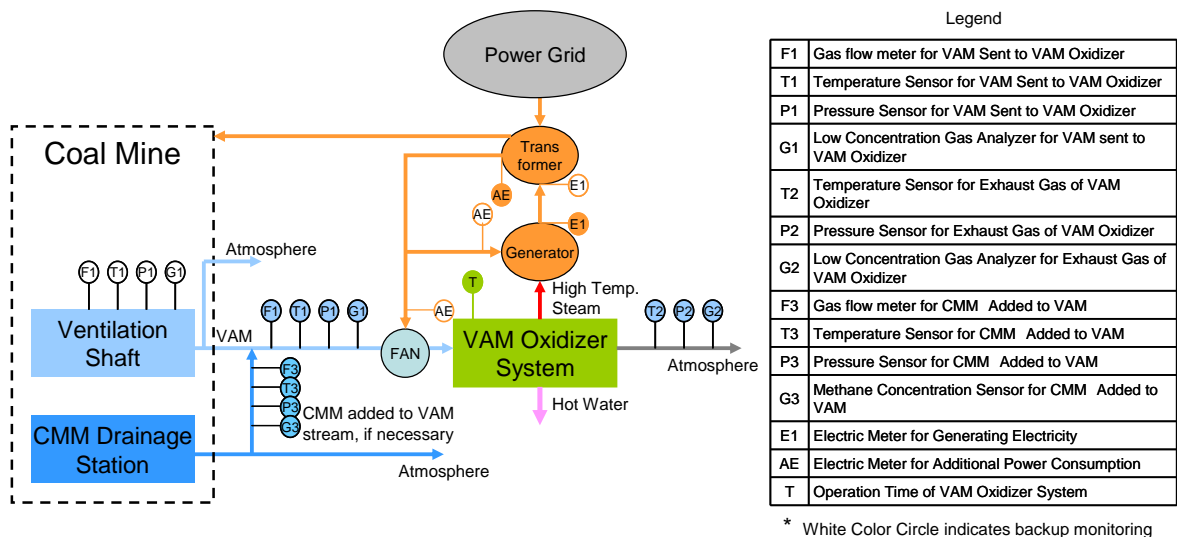 Legend
Power Grid
Coal Mine
Trans
former
E1
AE
AE
E1
Generator
Atmosphere
F1 T1 P1 G1
T
High Temp.
Steam
F1 T1 P1 G1
AE
T2 P2 G2
Ventilation
Shaft
VAM
FAN
VAM Oxidizer
System
Atmosphere
F3
T3
P3
G3
CMM added to VAM
stream, if necessary
Hot Water
CMM Drainage
Station
Atmosphere
F1 Gas flow meter for VAM Sent to VAM Oxidizer
T1 Temperature Sensor for VAM Sent to VAM Oxidizer
P1 Pressure Sensor for VAM Sent to VAM Oxidizer
G1 Low Concentration Gas Analyzer for VAM sent to
VAM Oxidizer
T2 Temperature Sensor for Exhaust Gas of VAM
Oxidizer
P2 Pressure Sensor for Exhaust Gas of VAM Oxidizer
G2 Low Concentration Gas Analyzer for Exhaust Gas of
VAM Oxidizer
F3 Gas flow meter for CMM Added to VAM
T3 Temperature Sensor for CMM Added to VAM
P3 Pressure Sensor for CMM Added to VAM
G3 Methane Concentration Sensor for CMM Added to
VAM
E1 Electric Meter for Generating Electricity
AE Electric Meter for Additional Power Consumption
T Operation Time of VAM Oxidizer System
* White Color Circle indicates backup monitoring